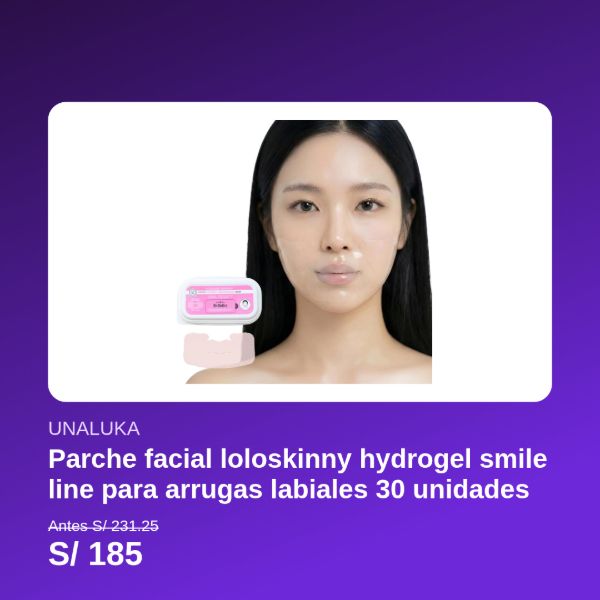 UNALUKA
Parche facial loloskinny hydrogel smile
line para arrugas labiales 30 unidades
Antes S/ 231.25
S/ 185